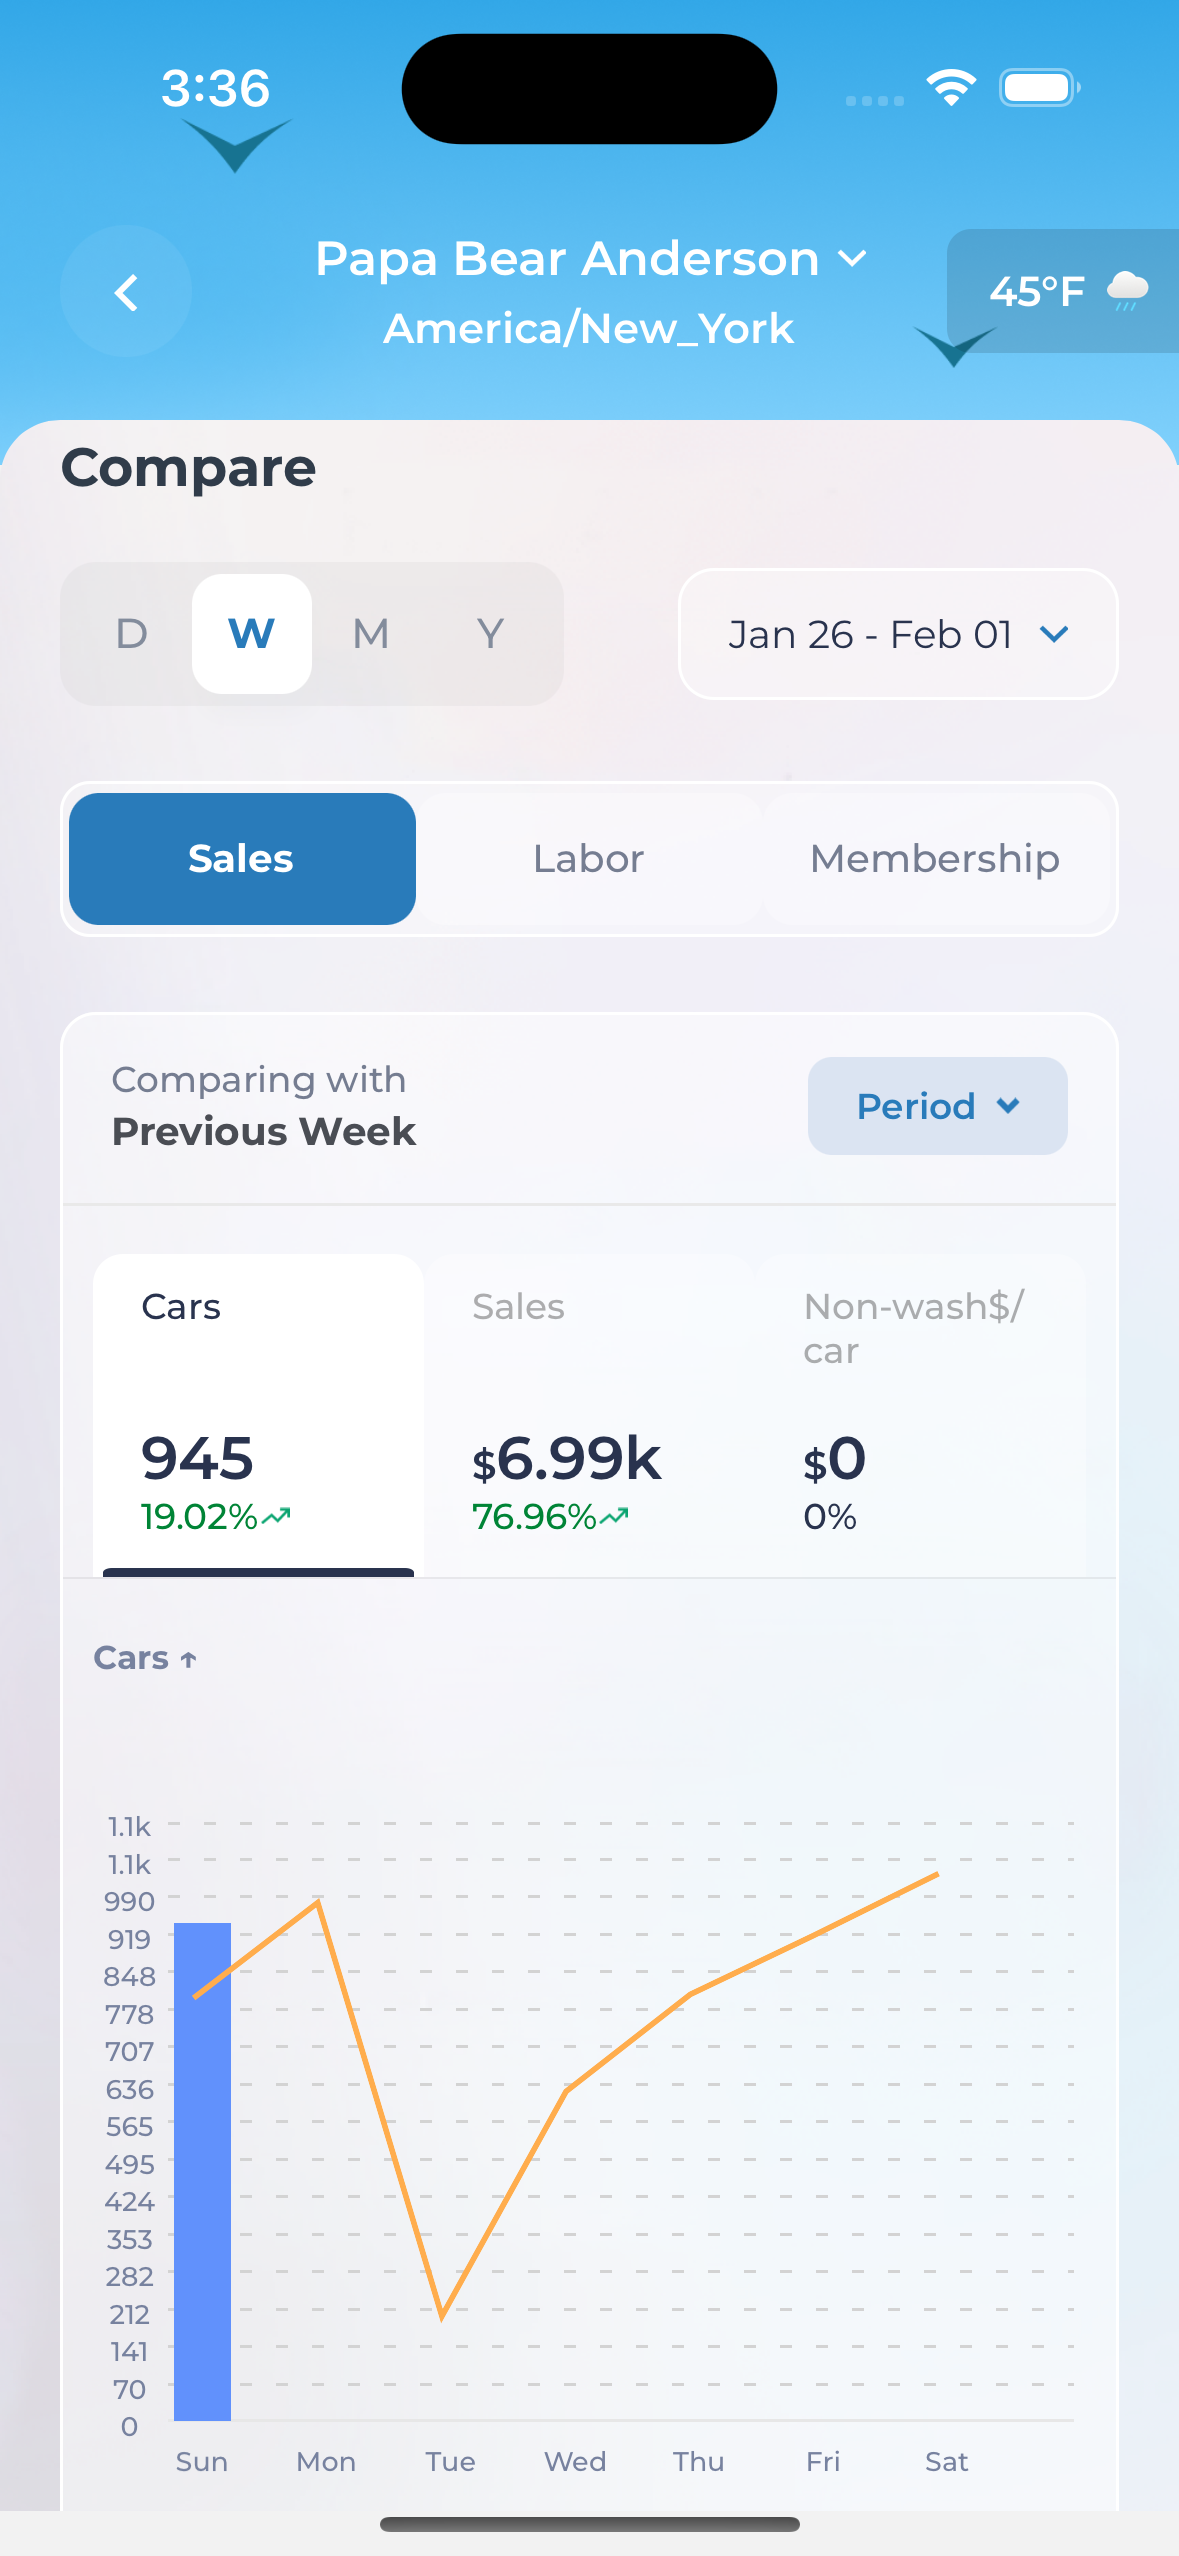 3:36
Papa Bear Anderson
America/New_York
45°F
Compare
D W M Y
Jan 26 - Feb 01
Sales Labor Membership
Comparing with
Previous Week
Period
Cars Sales Non-wash$/
car
945 $6.99k $0
19.02% 76.96% 0%
Cars ↑
1.1k
1.1k
990
919
848
778
707
636
565
495
424
353
282
212
141
70
0
Sun Mon Tue Wed Thu Fri Sat